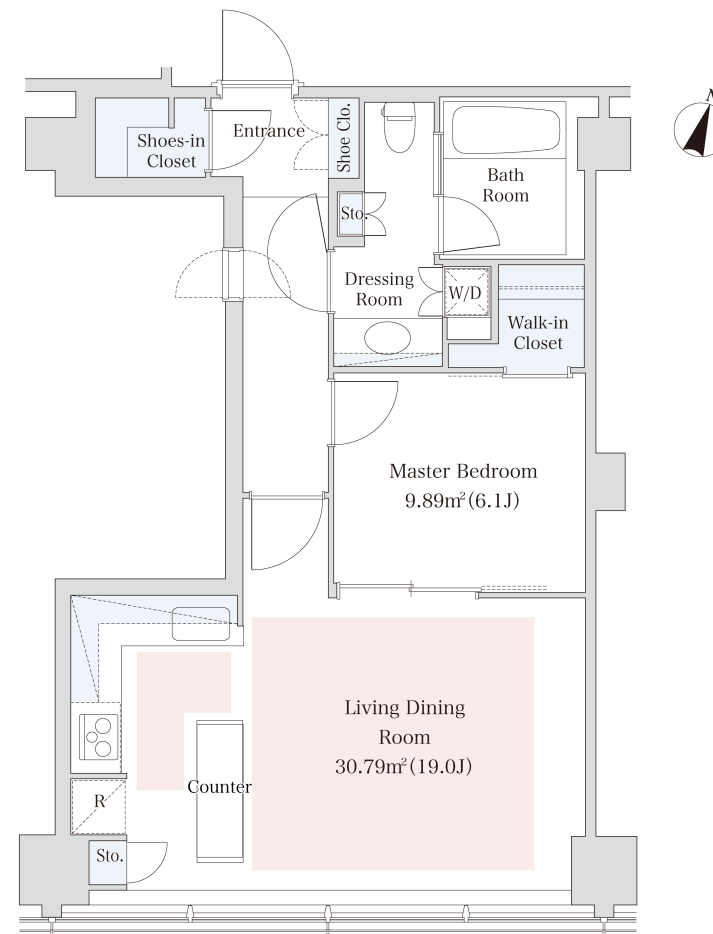 N
Entrance
Shoe Clo.
Shoes-in
Closet
Bath
Room
Sto.
Dressing
Room
W/D
Walk-in
Closet
Master Bedroom
9.89m²(6.1J)
Living Dining
Room
30.79m²(19.0J)
Counter
R
Sto.